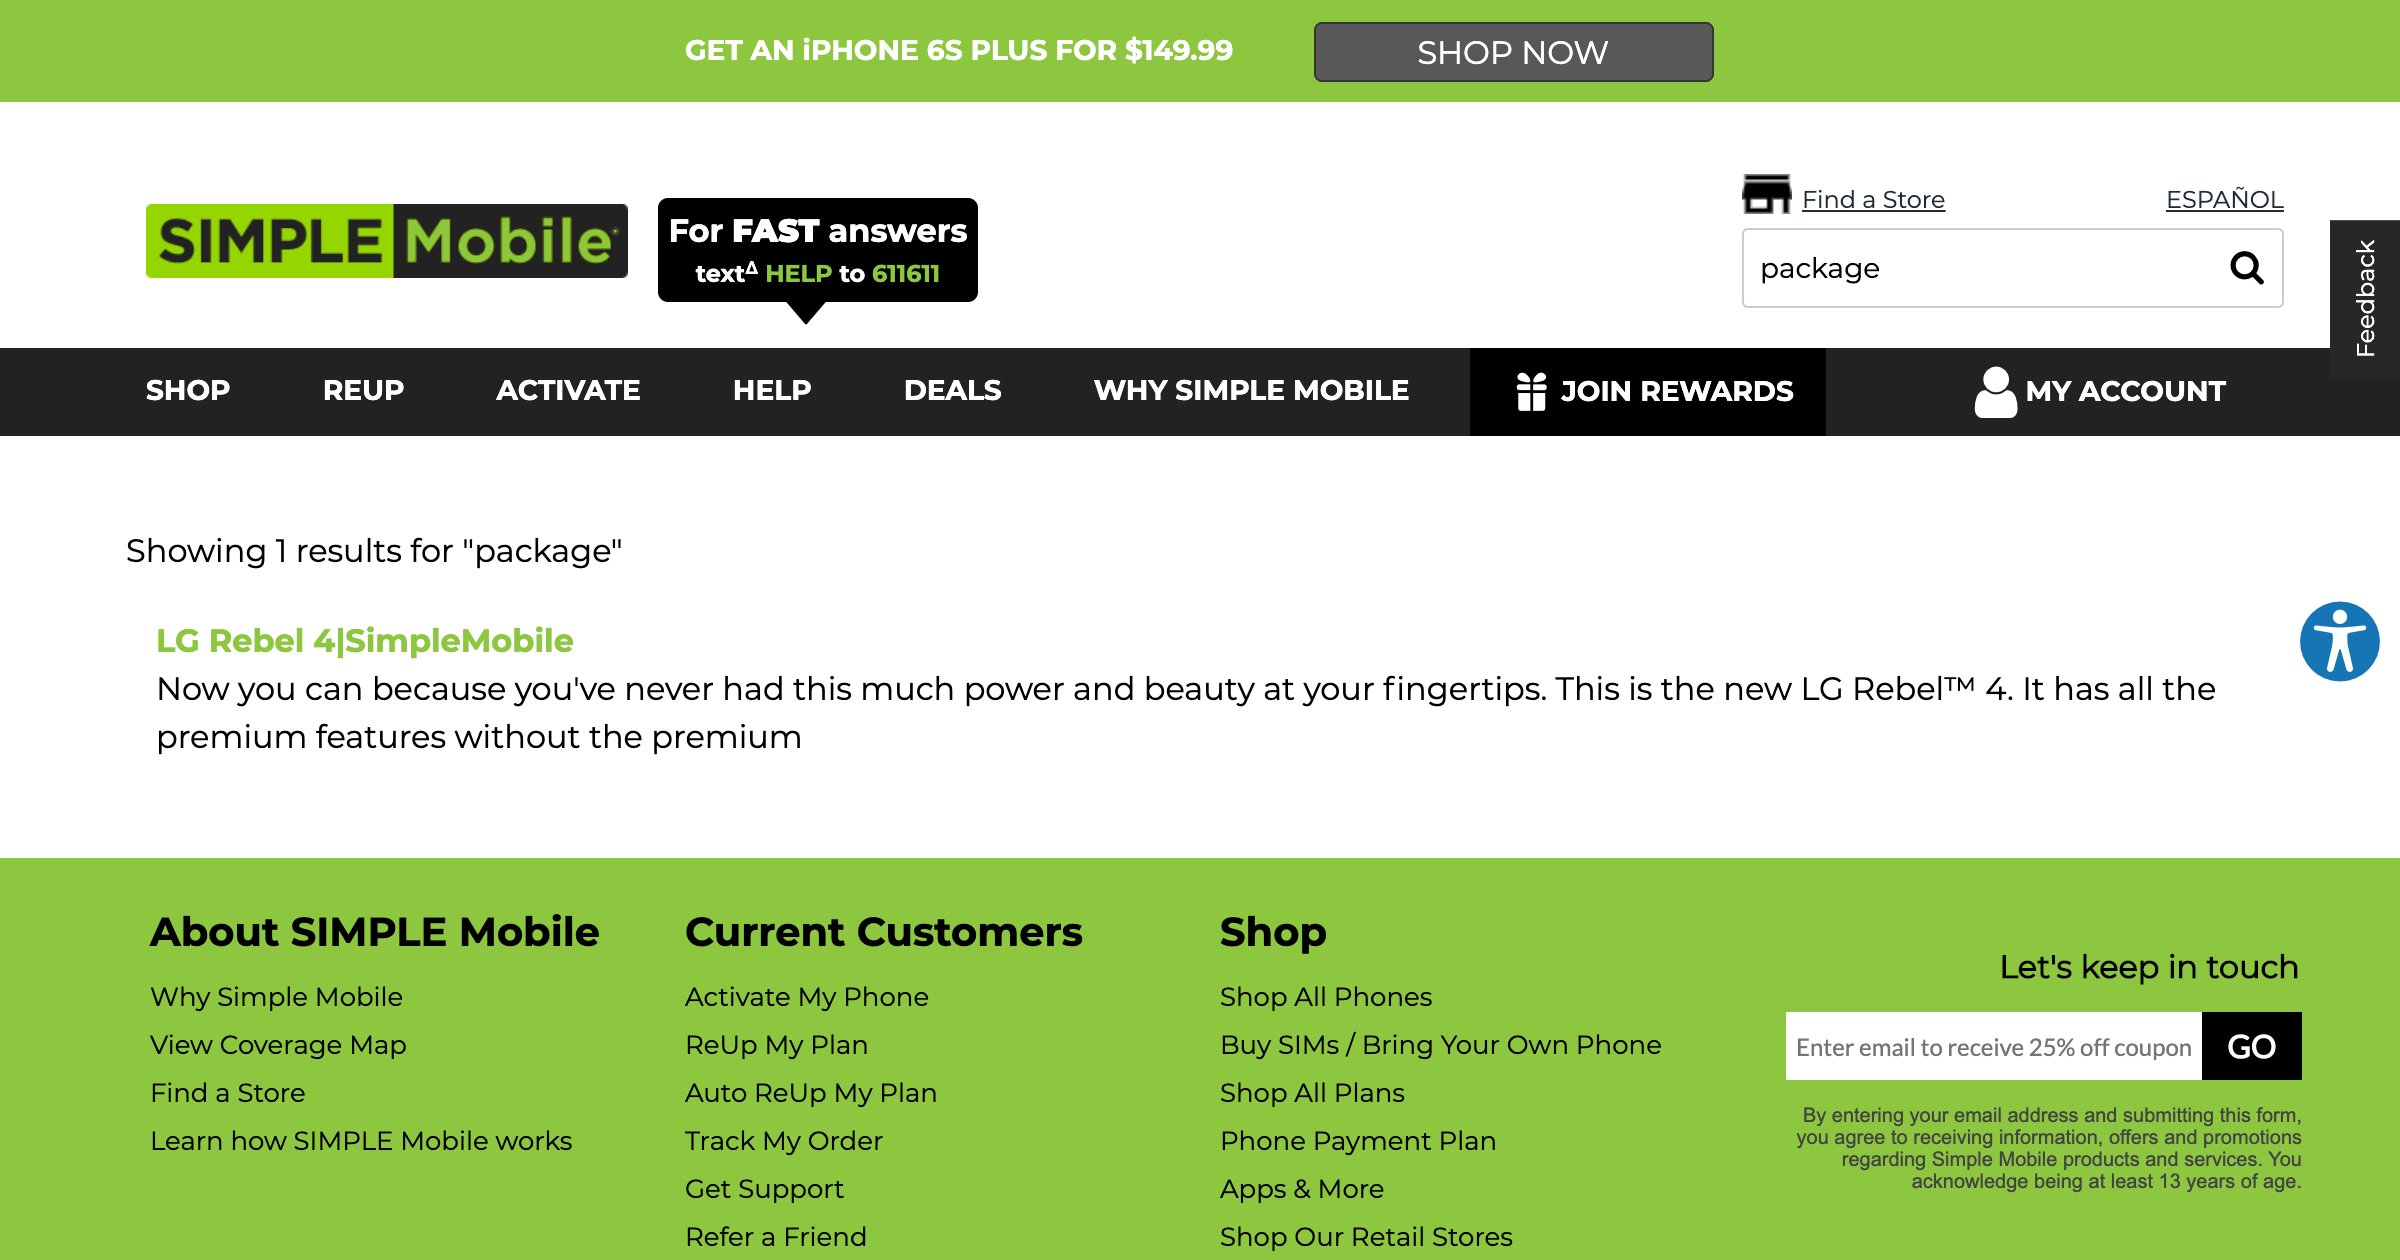 GET AN iPHONE 6S PLUS FOR $149.99
SHOP NOW
SIMPLE Mobile
For FAST answers
textΔ HELP to 611611
Find a Store
ESPAÑOL
package
Feedback
SHOP
REUP
ACTIVATE
HELP
DEALS
WHY SIMPLE MOBILE
JOIN REWARDS
MY ACCOUNT
Showing 1 results for "package"
LG Rebel 4|SimpleMobile
Now you can because you've never had this much power and beauty at your fingertips. This is the new LG Rebel™ 4. It has all the
premium features without the premium
About SIMPLE Mobile
Why Simple Mobile
View Coverage Map
Find a Store
Learn how SIMPLE Mobile works
Current Customers
Activate My Phone
ReUp My Plan
Auto ReUp My Plan
Track My Order
Get Support
Refer a Friend
Shop
Shop All Phones
Buy SIMs / Bring Your Own Phone
Shop All Plans
Phone Payment Plan
Apps & More
Shop Our Retail Stores
Let's keep in touch
Enter email to receive 25% off coupon
GO
By entering your email address and submitting this form,
you agree to receiving information, offers and promotions
regarding Simple Mobile products and services. You
acknowledge being at least 13 years of age.